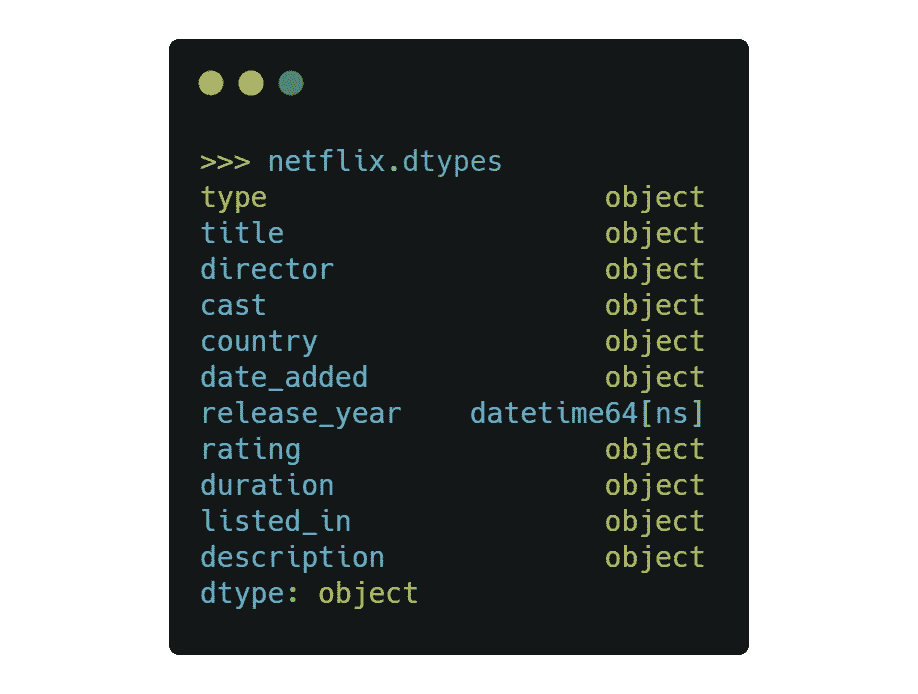 >>> netflix.dtypes
type                    object
title                   object
director                object
cast                    object
country                 object
date_added              object
release_year    datetime64[ns]
rating                  object
duration                object
listed_in               object
description             object
dtype: object